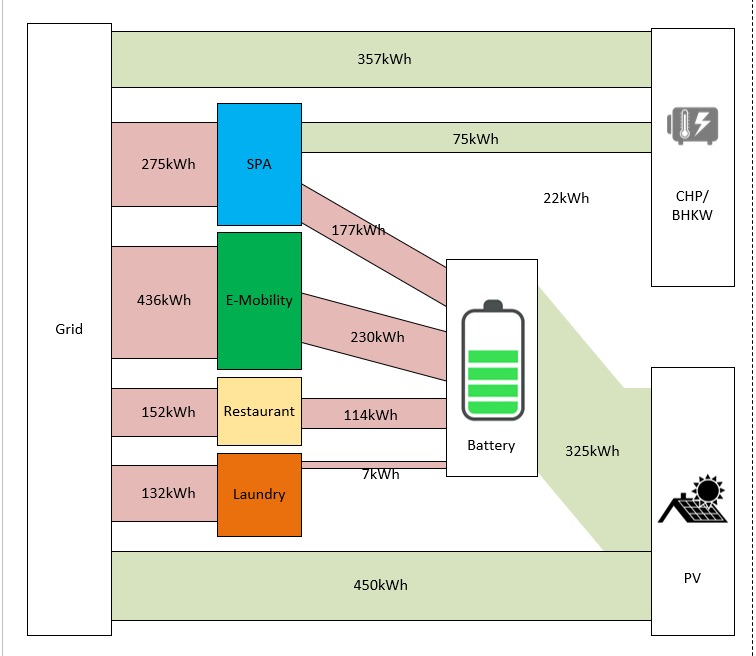 357kWh
75kWh
275kWh
SPA
22kWh
CHP/
BHKW
177kWh
436kWh
E-Mobility
Grid
230kWh
152kWh
Restaurant
114kWh
Battery
325kWh
7kWh
132kWh
Laundry
450kWh
PV